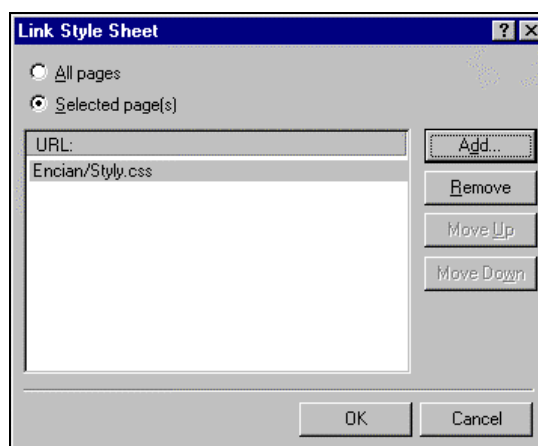 Link Style Sheet
All pages
Selected page(s)
URL:
Encian/Styly.css
Add...
Remove
Move Up
Move Down
OK
Cancel